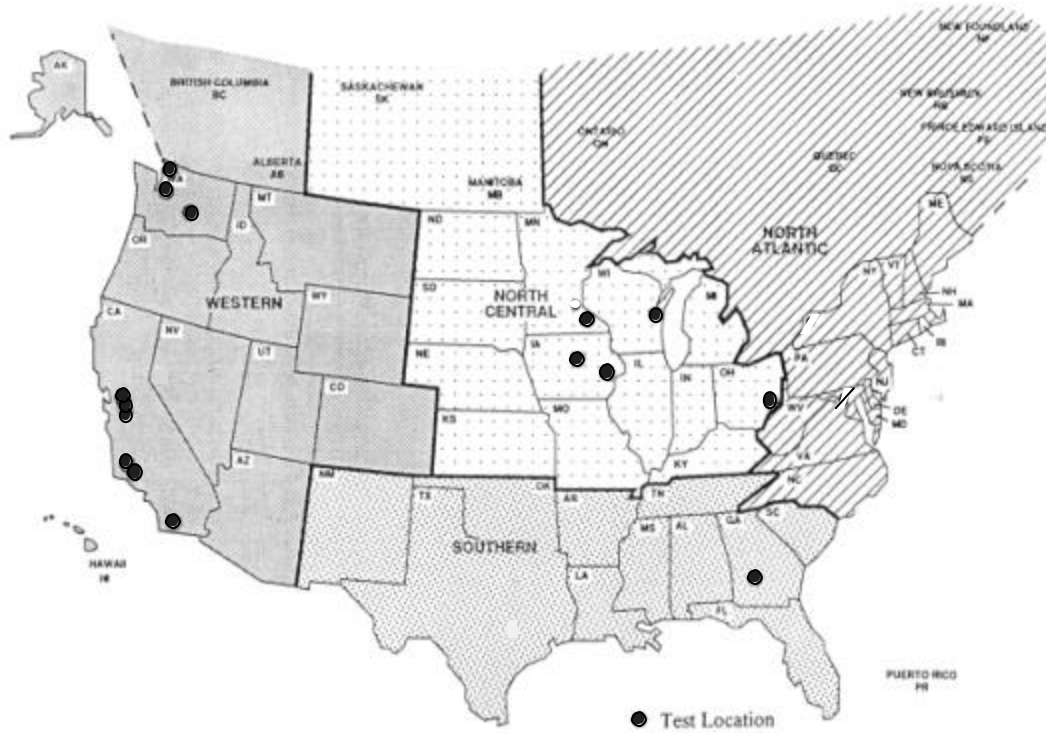 NEW FOUNDLAND
NF
AK
BRITISH COLUMBIA
BC
SASKACHEWAN
SK
NEW BRUSWICK
NB
ONTARIO
ON
PRINCE EDWARD ISLAND
QUEBEC
ALBERTA
AB
NOVA SCOTIA
NS
WA
MANITOBA
MB
MT
ME
ND
MN
OR
ID
NORTH
ATLANTIC
NY
VT
WI
SD
NH
WY
MI
MA
WESTERN
NORTH
CENTRAL
CA
NV
RI
IA
CT
UT
NE
PA
IL
OH
IN
CO
NJ
MO
WV
DE
KS
MD
VA
AZ
KY
NM
NC
OK
TX
AR
TN
SC
GA
MS
AL
SOUTHERN
HAWAII
HI
LA
FL
PUERTO RICO
PR
Test Location